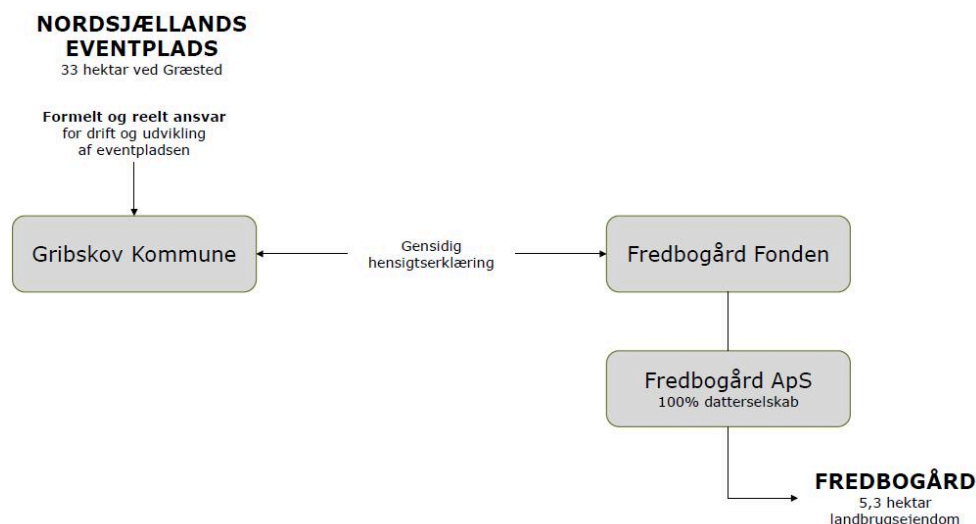 NORDSJÆLLANDS
EVENTPLADS
33 hektar ved Græsted
Formelt og reelt ansvar
for drift og udvikling
af eventpladsen
Gribskov Kommune
Gensidig
hensigtserklæring
Fredbogård Fonden
Fredbogård ApS
100% datterselskab
FREDBOGÅRD
5,3 hektar
landbrugsejendom